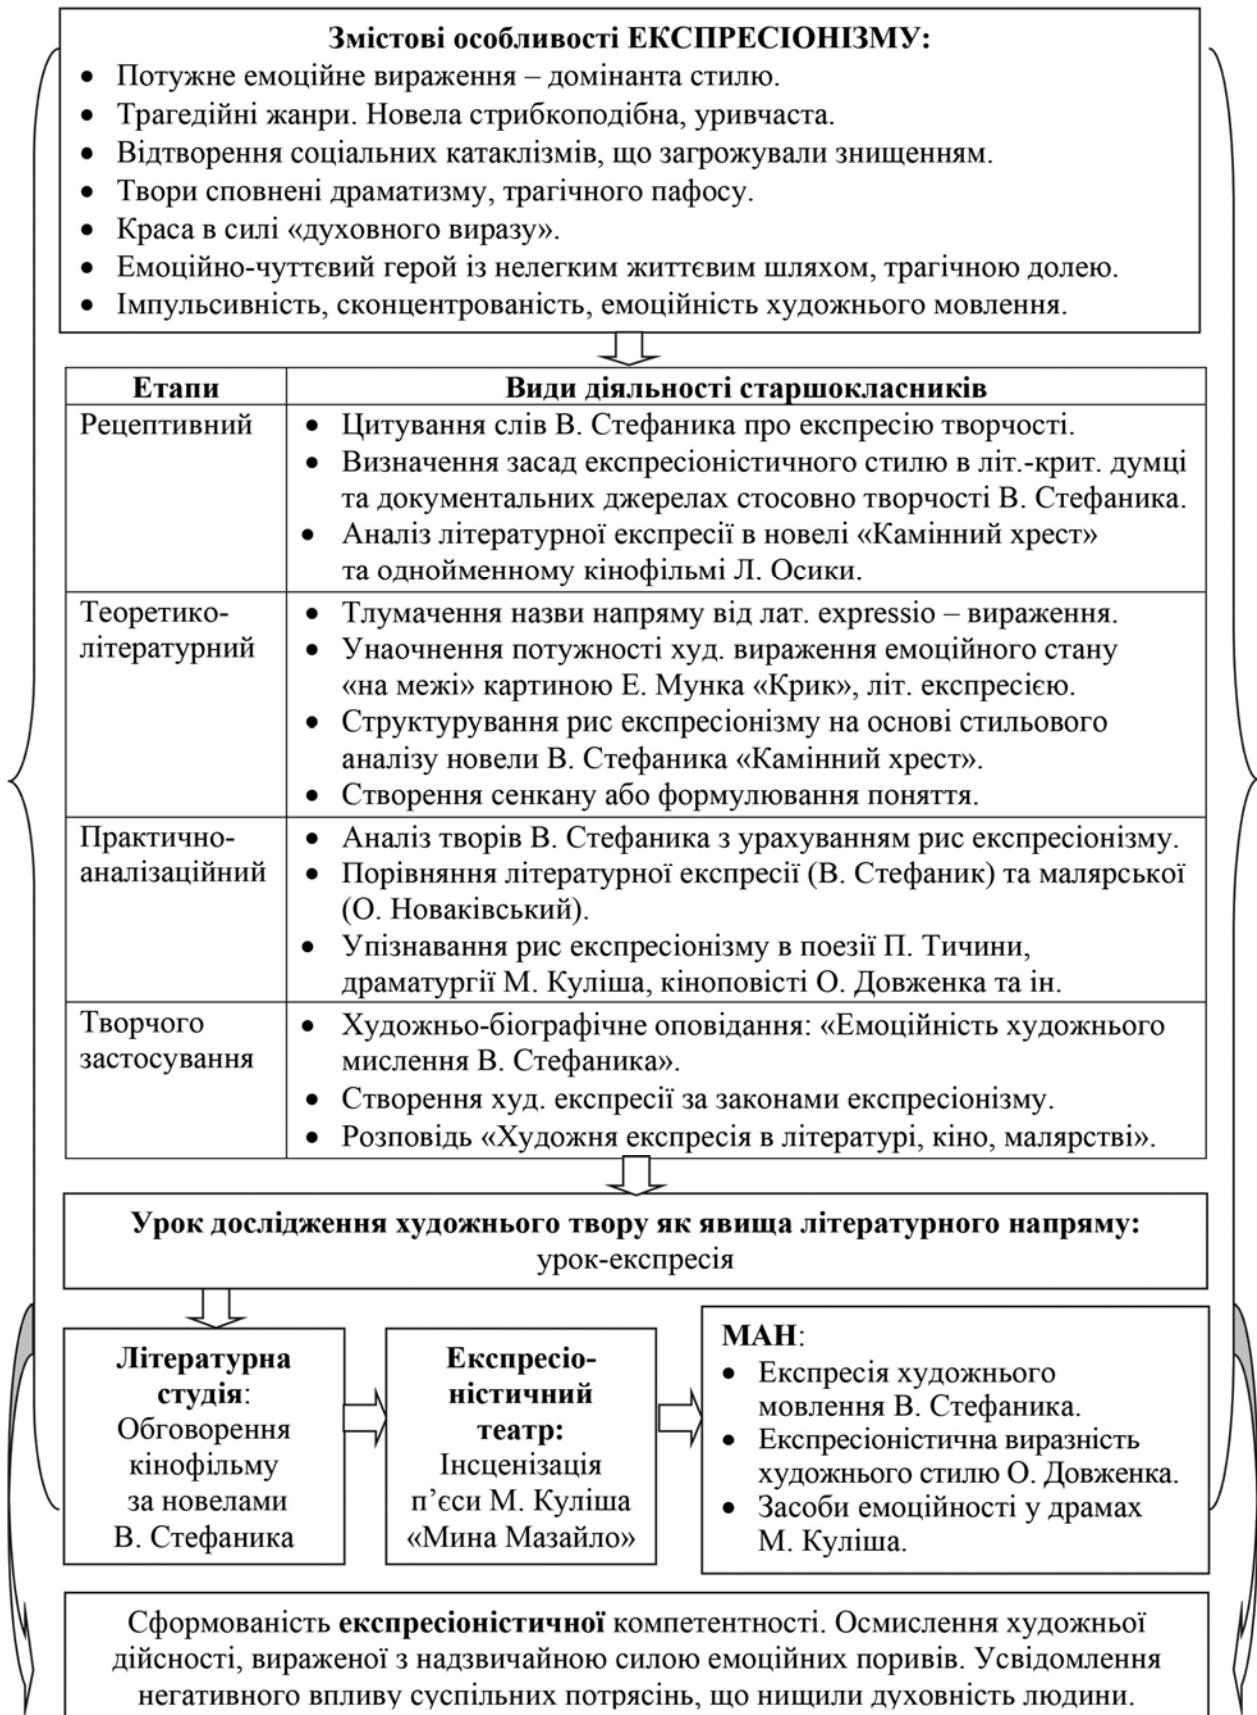 Змістові особливості ЕКСПРЕСІОНІЗМУ:
• Потужне емоційне вираження – домінанта стилю.
• Трагедійні жанри. Новела стрибкоподібна, уривчаста.
• Відтворення соціальних катаклізмів, що загрожували знищенням.
• Твори сповнені драматизму, трагічного пафосу.
• Краса в силі «духовного виразу».
• Емоційно-чуттєвий герой із нелегким життєвим шляхом, трагічною долею.
• Імпульсивність, сконцентрованість, емоційність художнього мовлення.
Етапи
Види діяльності старшокласників
Рецептивний
• Цитування слів В. Стефаника про експресію творчості.
• Визначення засад експресіоністичного стилю в літ.-крит. думці
та документальних джерелах стосовно творчості В. Стефаника.
• Аналіз літературної експресії в новелі «Камінний хрест»
та однойменному кінофільмі Л. Осики.
Теоретико-
літературний
• Тлумачення назви напряму від лат. expressio – вираження.
• Унаочнення потужності худ. вираження емоційного стану
«на межі» картиною Е. Мунка «Крик», літ. експресією.
• Структурування рис експресіонізму на основі стильового
аналізу новели В. Стефаника «Камінний хрест».
• Створення сенкану або формулювання поняття.
Практично-
аналізаційний
• Аналіз творів В. Стефаника з урахуванням рис експресіонізму.
• Порівняння літературної експресії (В. Стефаник) та малярської
(О. Новаківський).
• Упізнавання рис експресіонізму в поезії П. Тичини,
драматургії М. Куліша, кіноповісті О. Довженка та ін.
Творчого
застосування
• Художньо-біографічне оповідання: «Емоційність художнього
мислення В. Стефаника».
• Створення худ. експресії за законами експресіонізму.
• Розповідь «Художня експресія в літературі, кіно, малярстві».
Урок дослідження художнього твору як явища літературного напряму:
урок-експресія
Літературна
студія:
Обговорення
кінофільму
за новелами
В. Стефаника
Експресіо-
ністичний
театр:
Інсценізація
п’єси М. Куліша
«Мина Мазайло»
МАН:
• Експресія художнього
мовлення В. Стефаника.
• Експресіоністична виразність
художнього стилю О. Довженка.
• Засоби емоційності у драмах
М. Куліша.
Сформованість експресіоністичної компетентності. Осмислення художньої
дійсності, вираженої з надзвичайною силою емоційних поривів. Усвідомлення
негативного впливу суспільних потрясінь, що нищили духовність людини.